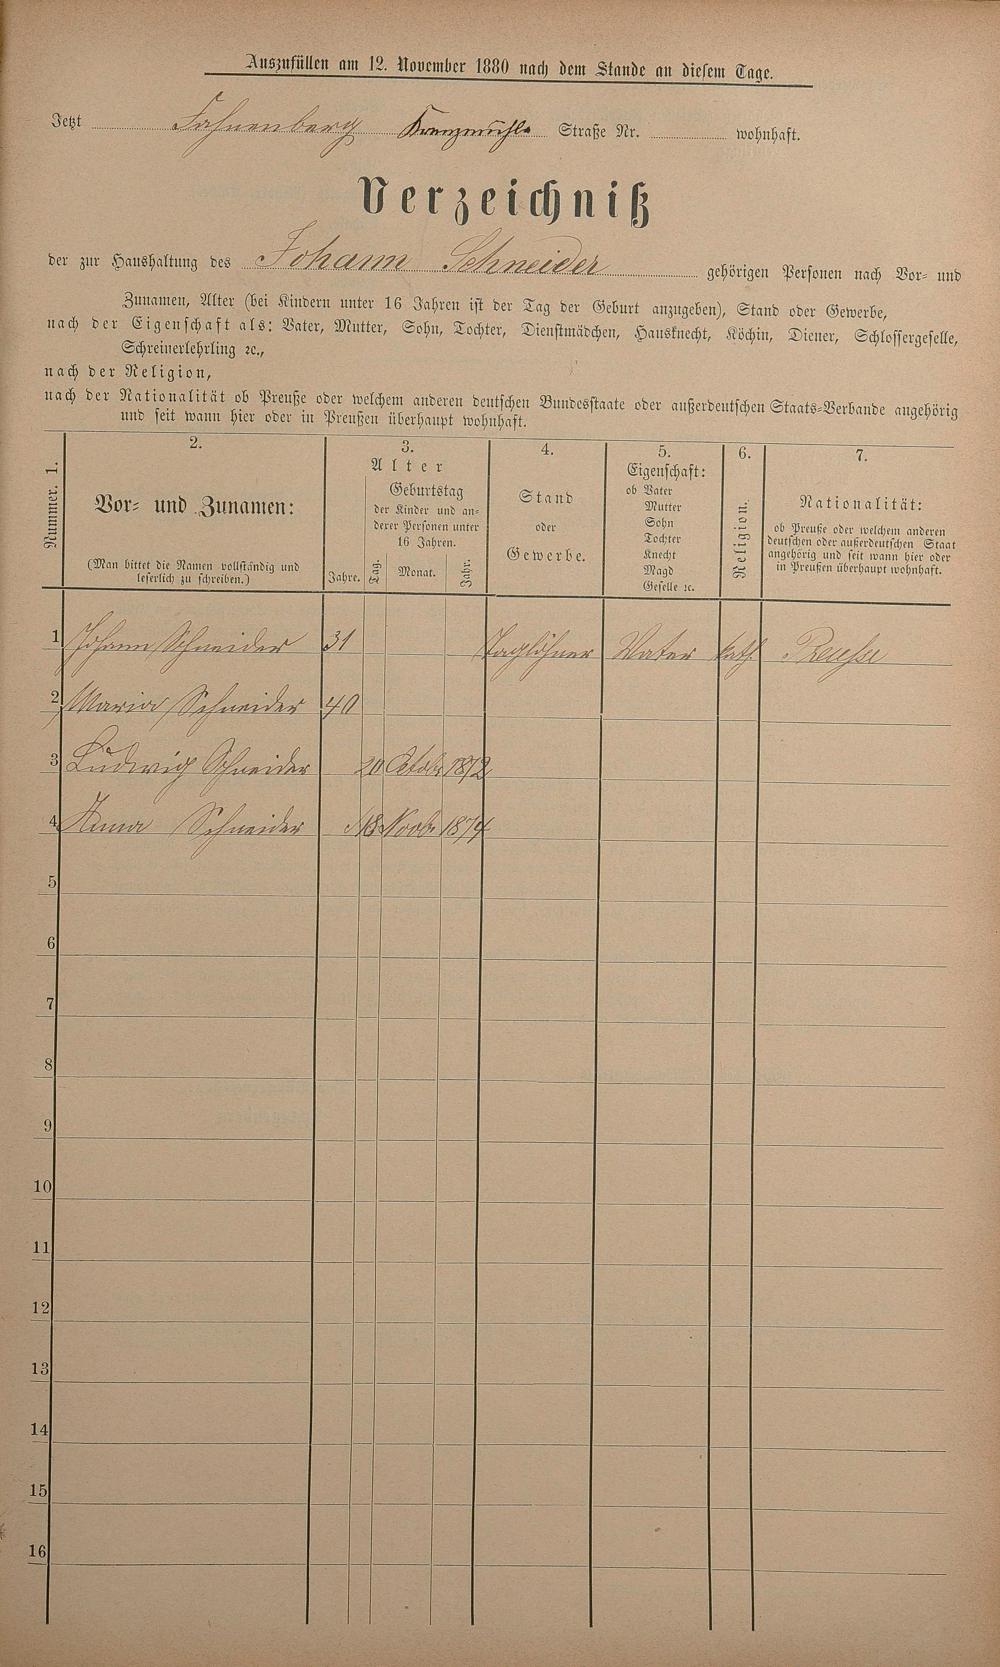 Auszufüllen am 12. November 1880 nach dem Stande an diesem Tage.
Jetzt Fahnenberg Kreuzmühle Straße Nr. wohnhaft.
Verzeichniß
der zur Haushaltung des Johann Schneider gehörigen Personen nach Vor- und
Zunamen, Alter (bei Kindern unter 16 Jahren ist der Tag der Geburt anzugeben), Stand oder Gewerbe,
nach der Eigenschaft als: Vater, Mutter, Sohn, Tochter, Dienstmädchen, Hausknecht, Köchin, Diener, Schlossergeselle,
Schreinerlehrling ꝛc.,
nach der Religion,
nach der Nationalität ob Preuße oder welchem anderen deutschen Bundesstaate oder außerdeutschen Staats-Verbande angehörig
und seit wann hier oder in Preußen überhaupt wohnhaft.
Nummer. 1.
2.
Vor- und Zunamen:
(Man bittet die Namen vollständig und
leserlich zu schreiben.)
3.
Alter
Jahre.
Geburtstag
der Kinder und an-
derer Personen unter
16 Jahren.
Tag. Monat. Jahr.
4.
Stand
oder
Gewerbe.
5.
Eigenschaft:
ob Vater
Mutter
Sohn
Tochter
Knecht
Magd
Geselle ꝛc.
6.
Religion.
7.
Nationalität:
ob Preuße oder welchem anderen
deutschen oder außerdeutschen Staat
angehörig und seit wann hier oder
in Preußen überhaupt wohnhaft.
1 Johann Schneider 31 Taglöhner Vater kath Preusse
2 Maria Schneider 40
3 Ludwig Schneider 20 Oktobr 1872
4 Anna Schneider 18 Novbr 1874
5
6
7
8
9
10
11
12
13
14
15
16